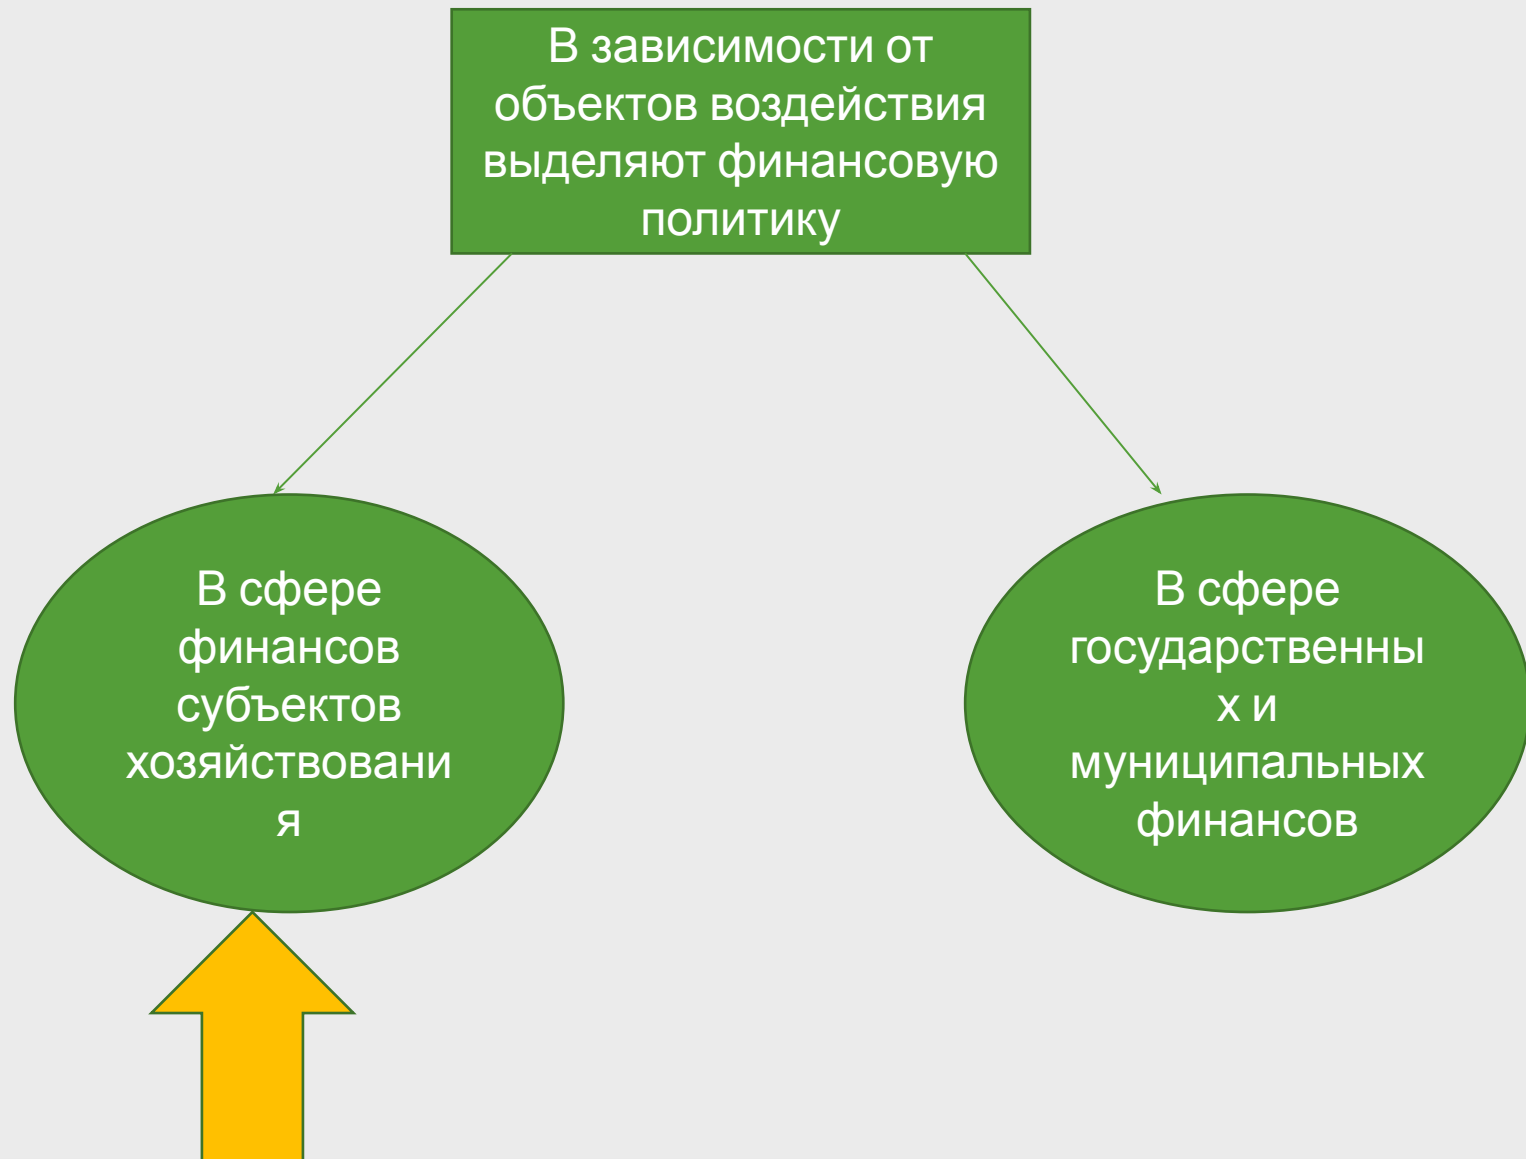 В зависимости от
объектов воздействия
выделяют финансовую
политику
В сфере
финансов
субъектов
хозяйствовани
я
В сфере
государственны
х и
муниципальных
финансов